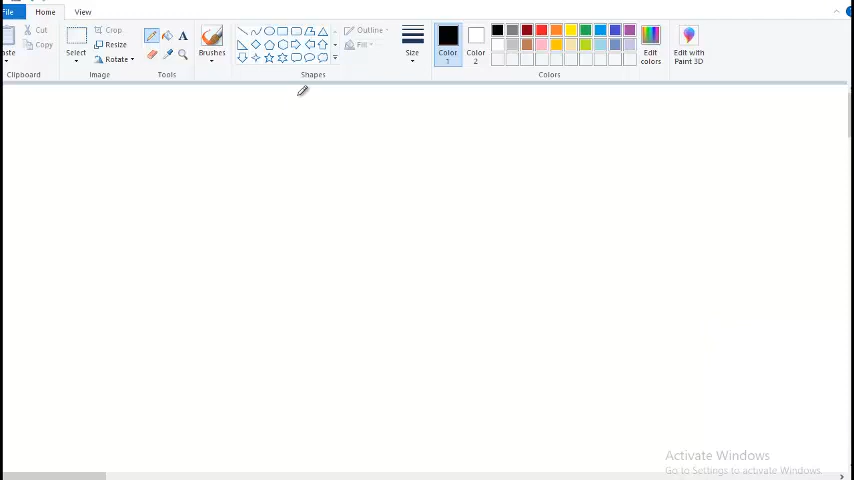 File Home View
Cut
Copy
aste
Clipboard
Select
Crop
Resize
Rotate
Image
A
Tools
Brushes
Shapes
Outline
Fill
Size
Color
1
Color
2
Colors
Edit
colors
Edit with
Paint 3D
Activate Windows
Go to Settings to activate Windows.